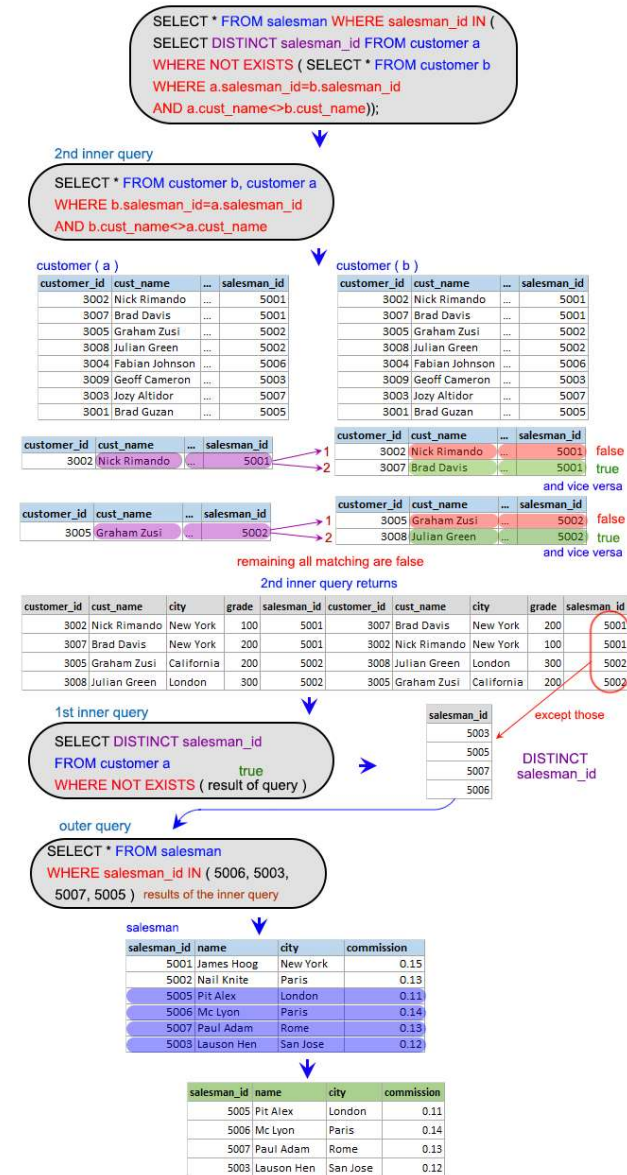 SELECT * FROM salesman WHERE salesman_id IN (
SELECT DISTINCT salesman_id FROM customer a
WHERE NOT EXISTS ( SELECT * FROM customer b
WHERE a.salesman_id=b.salesman_id
AND a.cust_name<>b.cust_name));
2nd inner query
SELECT * FROM customer b, customer a
WHERE b.salesman_id=a.salesman_id
AND b.cust_name<>a.cust_name
customer ( a )
customer_id cust_name ... salesman_id
3002 Nick Rimando ... 5001
3007 Brad Davis ... 5001
3005 Graham Zusi ... 5002
3008 Julian Green ... 5002
3004 Fabian Johnson ... 5006
3009 Geoff Cameron ... 5003
3003 Jozy Altidor ... 5007
3001 Brad Guzan ... 5005
customer ( b )
customer_id cust_name ... salesman_id
3002 Nick Rimando ... 5001
3007 Brad Davis ... 5001
3005 Graham Zusi ... 5002
3008 Julian Green ... 5002
3004 Fabian Johnson ... 5006
3009 Geoff Cameron ... 5003
3003 Jozy Altidor ... 5007
3001 Brad Guzan ... 5005
customer_id cust_name ... salesman_id
3002 Nick Rimando ... 5001
customer_id cust_name ... salesman_id
1 3002 Nick Rimando ... 5001 false
2 3007 Brad Davis ... 5001 true
and vice versa
customer_id cust_name ... salesman_id
3005 Graham Zusi ... 5002
customer_id cust_name ... salesman_id
1 3005 Graham Zusi ... 5002 false
2 3008 Julian Green ... 5002 true
and vice versa
remaining all matching are false
2nd inner query returns
customer_id cust_name city grade salesman_id customer_id cust_name city grade salesman_id
3002 Nick Rimando New York 100 5001 3007 Brad Davis New York 200 5001
3007 Brad Davis New York 200 5001 3002 Nick Rimando New York 100 5001
3005 Graham Zusi California 200 5002 3008 Julian Green London 300 5002
3008 Julian Green London 300 5002 3005 Graham Zusi California 200 5002
1st inner query
SELECT DISTINCT salesman_id
FROM customer a
true
WHERE NOT EXISTS ( result of query )
salesman_id
5003
5005
5007
5006
except those
DISTINCT
salesman_id
outer query
SELECT * FROM salesman
WHERE salesman_id IN ( 5006, 5003,
5007, 5005 ) results of the inner query
salesman
salesman_id name city commission
5001 James Hoog New York 0.15
5002 Nail Knite Paris 0.13
5005 Pit Alex London 0.11
5006 Mc Lyon Paris 0.14
5007 Paul Adam Rome 0.13
5003 Lauson Hen San Jose 0.12
salesman_id name city commission
5005 Pit Alex London 0.11
5006 Mc Lyon Paris 0.14
5007 Paul Adam Rome 0.13
5003 Lauson Hen San Jose 0.12